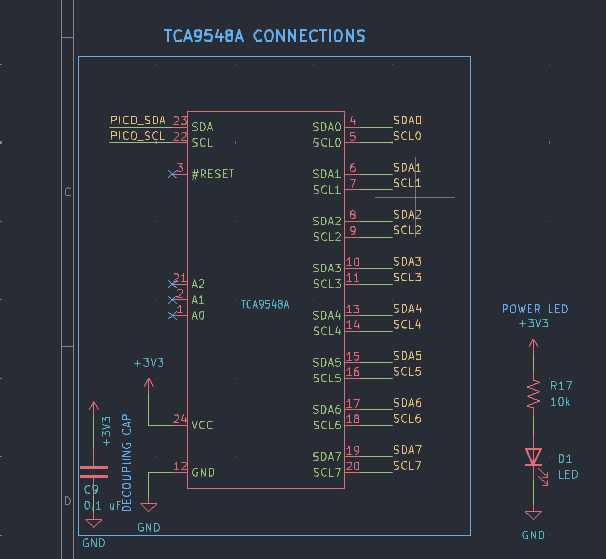 TCA9548A CONNECTIONS
PICO_SDA 23 SDA SDA0 4 SDA0
PICO_SCL 22 SCL SCL0 5 SCL0
C
3 #RESET SDA1 6 SDA1
SCL1 7 SCL1
SDA2 8 SDA2
SCL2 9 SCL2
SDA3 10 SDA3
21 A2 SCL3 11 SCL3
2 A1 TCA9548A
1 A0 SDA4 13 SDA4
SCL4 14 SCL4
POWER LED
+3V3
+3V3
SDA5 15 SDA5
SCL5 16 SCL5
R17
10k
SDA6 17 SDA6
24 VCC SCL6 18 SCL6
+3V3
DECOUPLING CAP
SDA7 19 SDA7
12 GND SCL7 20 SCL7
D1
LED
C9
0.1 uF
D
GND
GND
GND